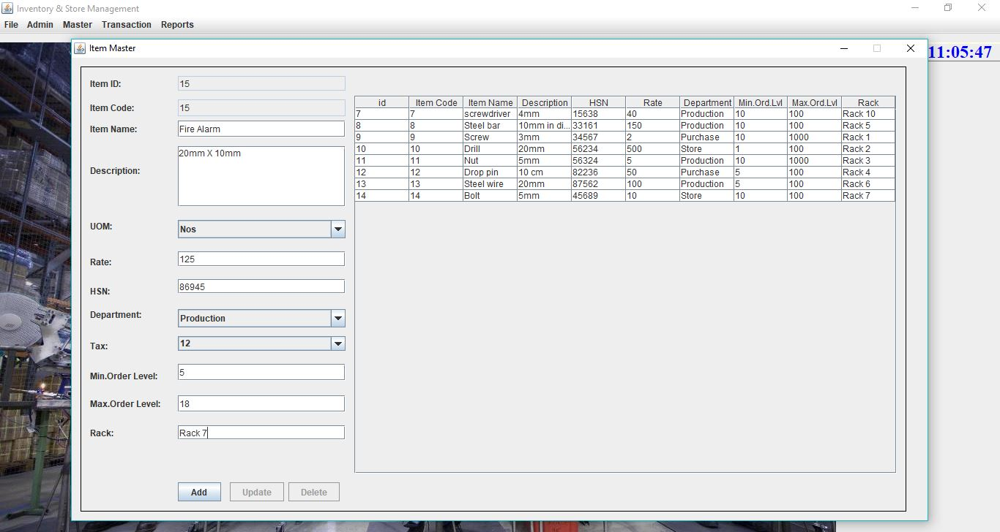 Inventory & Store Management
File Admin Master Transaction Reports
Item Master
11:05:47
Item ID: 15
Item Code: 15
Item Name: Fire Alarm
Description: 20mm X 10mm
UOM: Nos
Rate: 125
HSN: 86945
Department: Production
Tax: 12
Min.Order Level: 5
Max.Order Level: 18
Rack: Rack 7
Add Update Delete
id Item Code Item Name Description HSN Rate Department Min.Ord.Lvl Max.Ord.Lvl Rack
7 7 screwdriver 4mm 15638 40 Production 10 100 Rack 10
8 8 Steel bar 10mm in di... 33161 150 Production 10 100 Rack 5
9 9 Screw 3mm 34567 2 Purchase 10 1000 Rack 1
10 10 Drill 20mm 56234 500 Store 1 100 Rack 2
11 11 Nut 5mm 56324 5 Production 10 1000 Rack 3
12 12 Drop pin 10 cm 82236 50 Purchase 5 100 Rack 4
13 13 Steel wire 20mm 87562 100 Production 5 100 Rack 6
14 14 Bolt 5mm 45689 10 Store 10 100 Rack 7